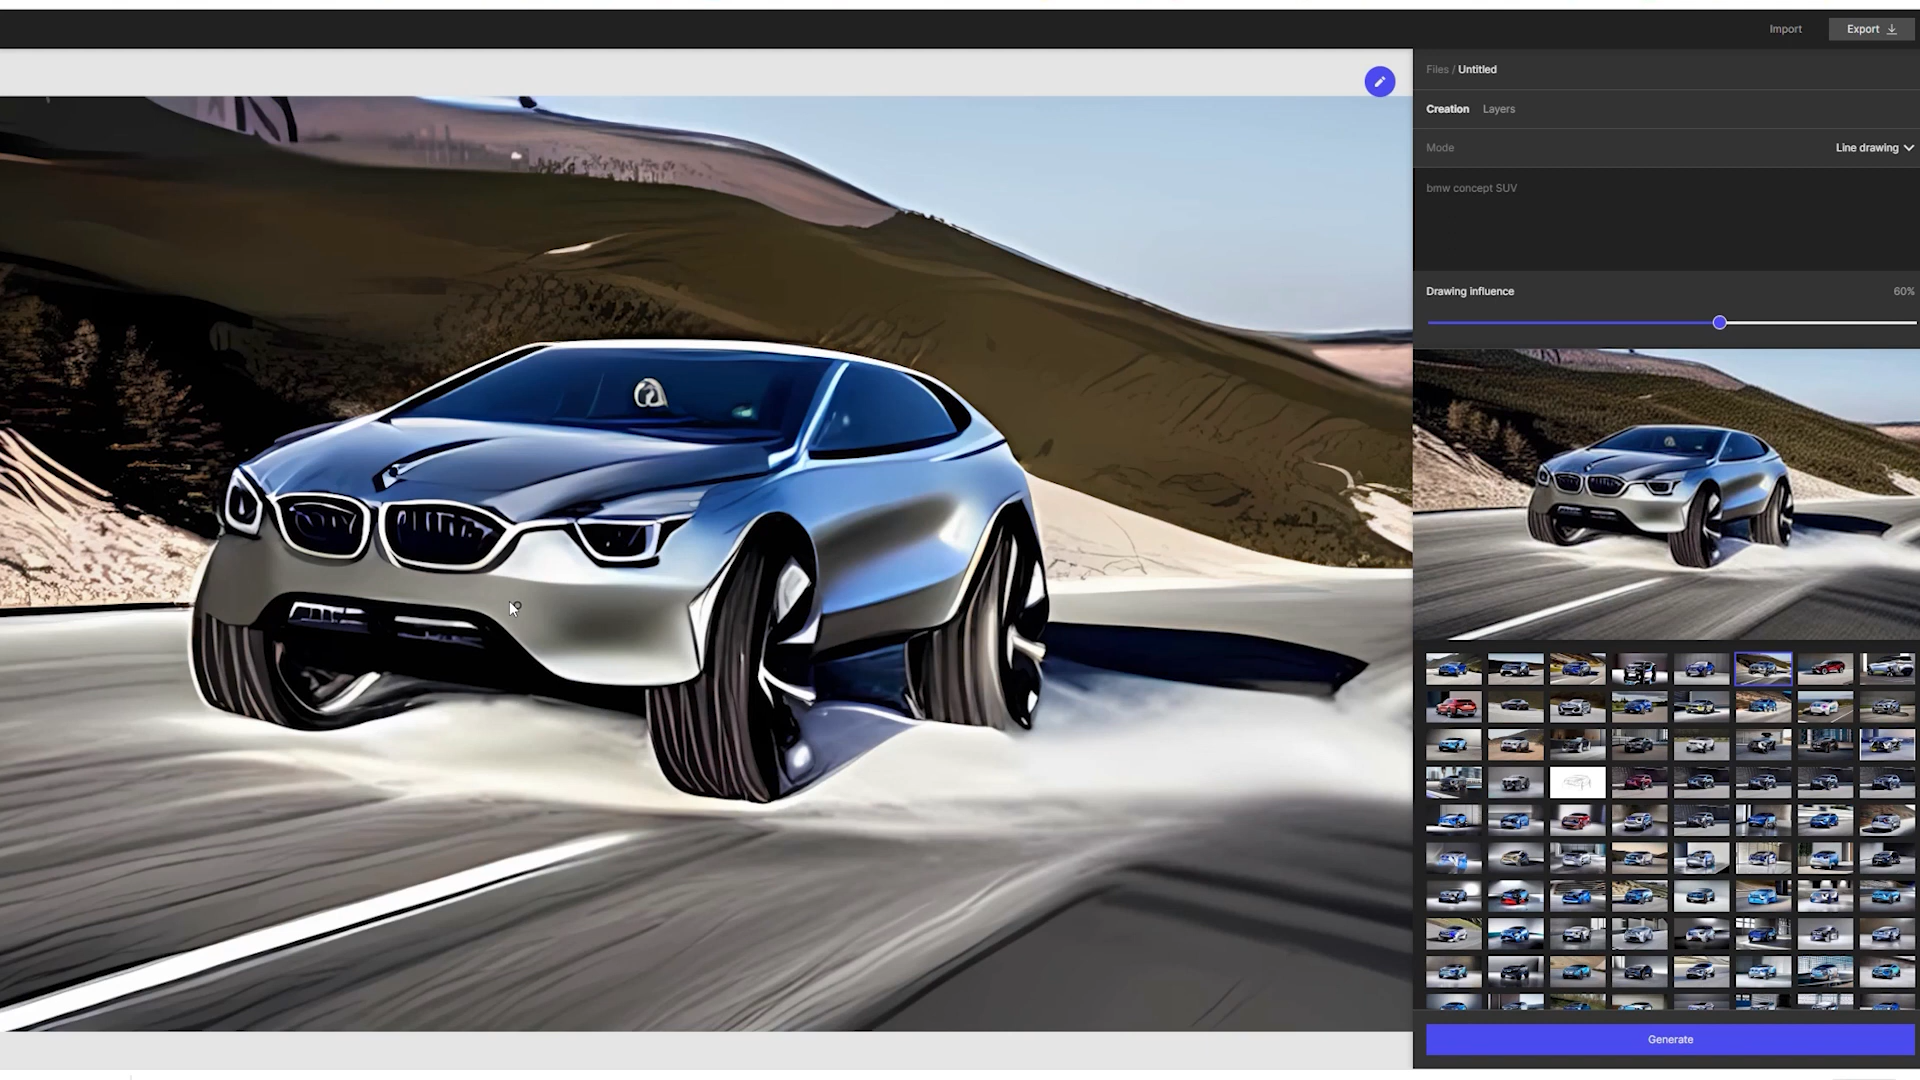 Import
Export
Files / Untitled
Creation
Layers
Mode
Line drawing
bmw concept SUV
Drawing influence
60%
Generate